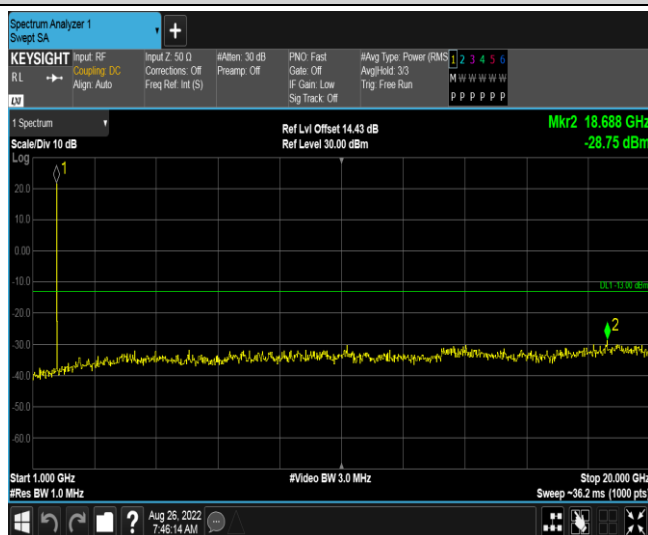 Spectrum Analyzer 1
Swept SA
+
KEYSIGHT
RL
LXI
Input: RF
Coupling: DC
Align: Auto
Input Z: 50 Ω
Corrections: Off
Freq Ref: Int (S)
#Atten: 30 dB
Preamp: Off
PNO: Fast
Gate: Off
IF Gain: Low
Sig Track: Off
#Avg Type: Power (RMS
Avg|Hold: 3/3
Trig: Free Run
1 2 3 4 5 6
M W W W W W
P P P P P P
1 Spectrum
Scale/Div 10 dB
Log
Ref Lvl Offset 14.43 dB
Ref Level 30.00 dBm
Mkr2 18.688 GHz
-28.75 dBm
1
20.0
10.0
0.00
-10.0
DL1 -13.00 dBm
2
-20.0
-30.0
-40.0
-50.0
-60.0
Start 1.000 GHz
#Res BW 1.0 MHz
#Video BW 3.0 MHz
Stop 20.000 GHz
Sweep ~36.2 ms (1000 pts)
?
Aug 26, 2022
7:46:14 AM